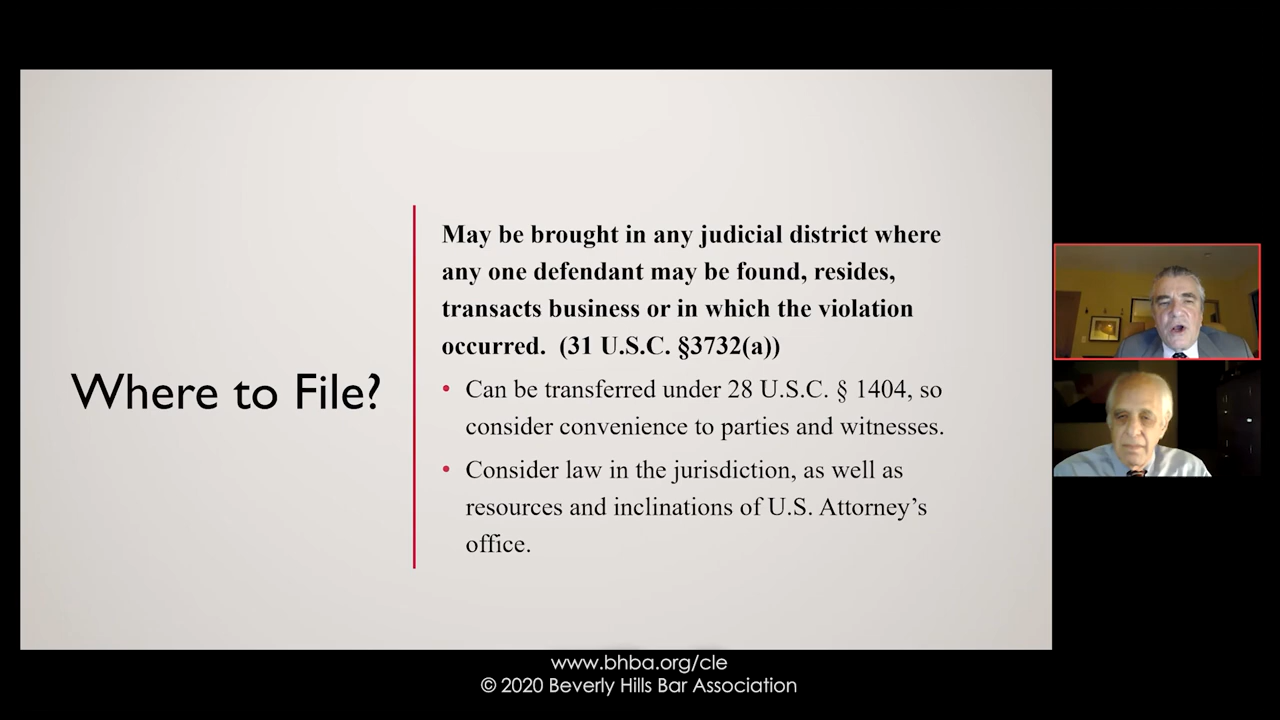 Where to File?
May be brought in any judicial district where
any one defendant may be found, resides,
transacts business or in which the violation
occurred.  (31 U.S.C. §3732(a))
• Can be transferred under 28 U.S.C. § 1404, so
consider convenience to parties and witnesses.
• Consider law in the jurisdiction, as well as
resources and inclinations of U.S. Attorney’s
office.
www.bhba.org/cle
© 2020 Beverly Hills Bar Association